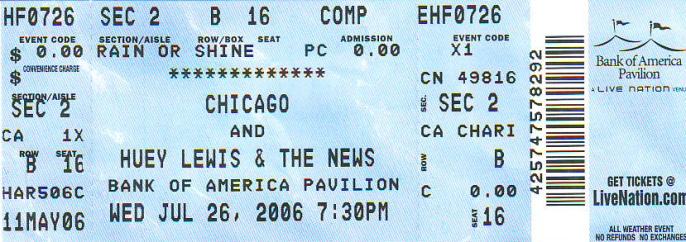 HF0726 SEC 2 B 16 COMP EHF0726
EVENT CODE SECTION/AISLE ROW/BOX SEAT ADMISSION EVENT CODE
$ 0.00 RAIN OR SHINE PC 0.00 X1
$ CONVENIENCE CHARGE ************* CN 49816
SECTION/AISLE
SEC 2 CHICAGO SEC. SEC 2
CA 1X AND CA CHARI
ROW SEAT
B 16 HUEY LEWIS & THE NEWS ROW B
HAR506C BANK OF AMERICA PAVILION C 0.00
11MAY06 WED JUL 26, 2006 7:30PM SEAT 16
4257475578292
Bank of America
Pavilion
A LIVE NATION VENUE
GET TICKETS @
LiveNation.com
ALL WEATHER EVENT
NO REFUNDS NO EXCHANGES